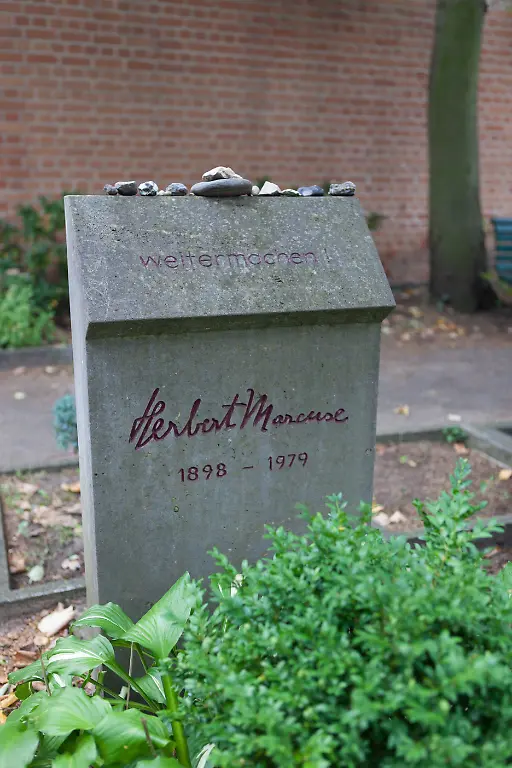 weitermachen!
Herbert Marcuse
1898 – 1979